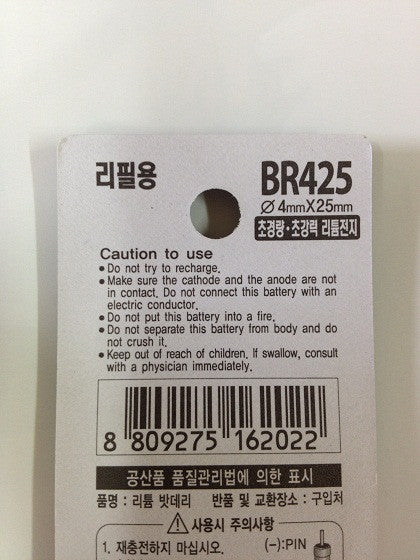 리필용
BR425
Ø 4mmX25mm
초경량·초강력 리튬전지
Caution to use
• Do not try to recharge.
• Make sure the cathode and the anode are not
in contact. Do not connect this battery with an
electric conductor.
• Do not put this battery into a fire.
• Do not separate this battery from body and do
not crush it.
• Keep out of reach of children. If swallow, consult
with a physician immediately.
8 809275 162022
공산품 품질관리법에 의한 표시
품명 : 리튬 밧데리 반품 및 교환장소 : 구입처
⚠ 사용시 주의사항
1. 재충전하지 마십시오. (-):PIN